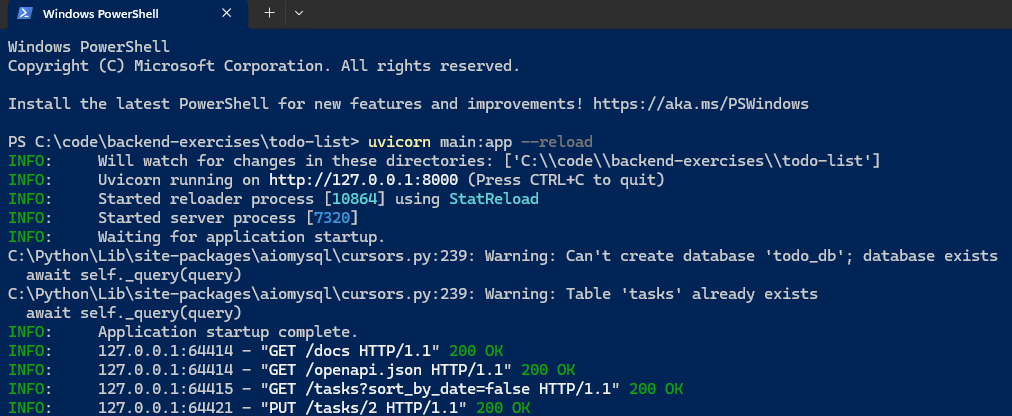 Windows PowerShell
Windows PowerShell
Copyright (C) Microsoft Corporation. All rights reserved.
Install the latest PowerShell for new features and improvements! https://aka.ms/PSWindows
PS C:\code\backend-exercises\todo-list> uvicorn main:app --reload
INFO:     Will watch for changes in these directories: ['C:\\code\\backend-exercises\\todo-list']
INFO:     Uvicorn running on http://127.0.0.1:8000 (Press CTRL+C to quit)
INFO:     Started reloader process [10864] using StatReload
INFO:     Started server process [7320]
INFO:     Waiting for application startup.
C:\Python\Lib\site-packages\aiomysql\cursors.py:239: Warning: Can't create database 'todo_db'; database exists
  await self._query(query)
C:\Python\Lib\site-packages\aiomysql\cursors.py:239: Warning: Table 'tasks' already exists
  await self._query(query)
INFO:     Application startup complete.
INFO:     127.0.0.1:64414 - "GET /docs HTTP/1.1" 200 OK
INFO:     127.0.0.1:64414 - "GET /openapi.json HTTP/1.1" 200 OK
INFO:     127.0.0.1:64415 - "GET /tasks?sort_by_date=false HTTP/1.1" 200 OK
INFO:     127.0.0.1:64421 - "PUT /tasks/2 HTTP/1.1" 200 OK